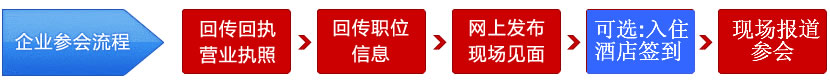 企业参会流程
回传回执
营业执照
回传职位
信息
网上发布
现场见面
可选:入住
酒店签到
现场报道
参会